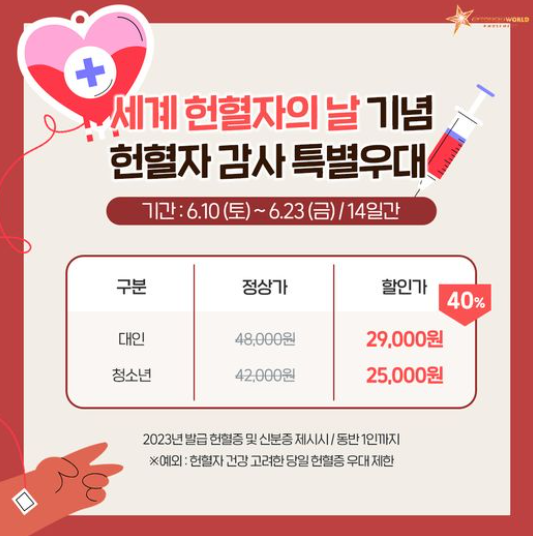 WORLD
세계 헌혈자의 날 기념
헌혈자 감사 특별우대
기간 : 6.10 (토) ~ 6.23 (금) / 14일간
구분 정상가 할인가
40%
대인 48,000원 29,000원
청소년 42,000원 25,000원
2023년 발급 헌혈증 및 신분증 제시시 / 동반 1인까지
※예외 : 헌혈자 건강 고려한 당일 헌혈증 우대 제한